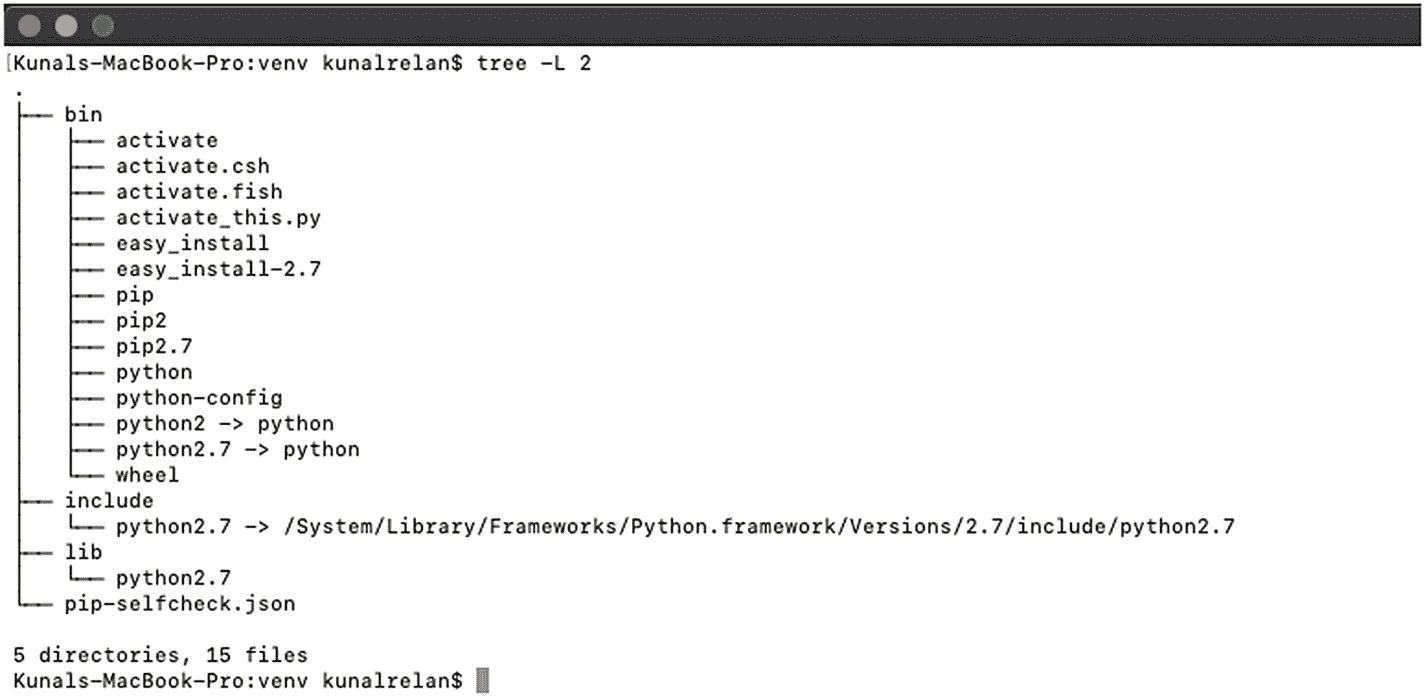 [Kunals-MacBook-Pro:venv kunalrelan$ tree -L 2
.
├── bin
│   ├── activate
│   ├── activate.csh
│   ├── activate.fish
│   ├── activate_this.py
│   ├── easy_install
│   ├── easy_install-2.7
│   ├── pip
│   ├── pip2
│   ├── pip2.7
│   ├── python
│   ├── python-config
│   ├── python2 -> python
│   ├── python2.7 -> python
│   └── wheel
├── include
│   └── python2.7 -> /System/Library/Frameworks/Python.framework/Versions/2.7/include/python2.7
├── lib
│   └── python2.7
└── pip-selfcheck.json
5 directories, 15 files
Kunals-MacBook-Pro:venv kunalrelan$